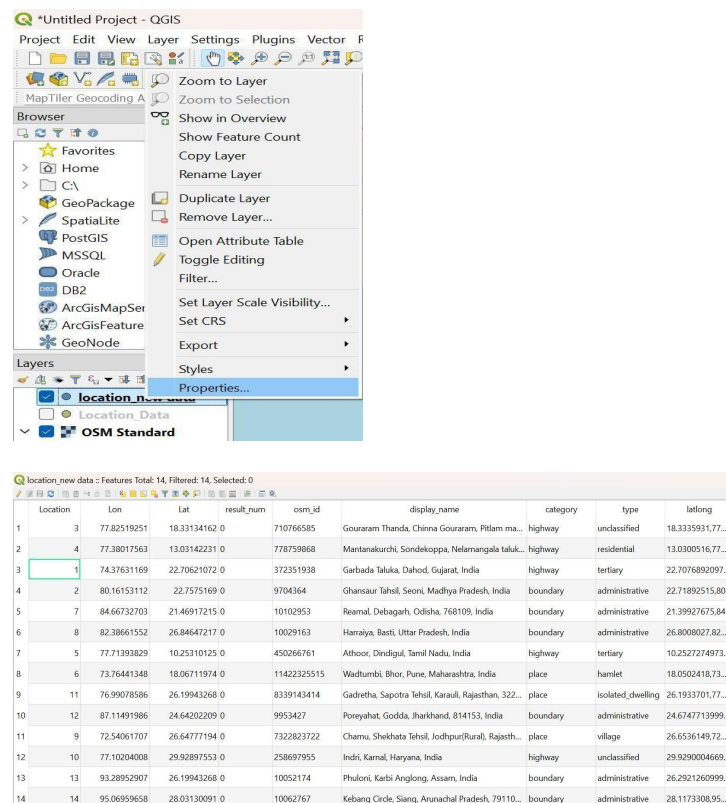 *Untitled Project - QGIS
Project Edit View Layer Settings Plugins Vector
MapTiler Geocoding A
Browser
Favorites
Home
C:\
GeoPackage
SpatiaLite
PostGIS
MSSQL
Oracle
DB2
ArcGisMapSer
ArcGisFeature
GeoNode
Zoom to Layer
Zoom to Selection
Show in Overview
Show Feature Count
Copy Layer
Rename Layer
Duplicate Layer
Remove Layer...
Open Attribute Table
Toggle Editing
Filter...
Set Layer Scale Visibility...
Set CRS
Export
Styles
Properties...
Layers
location_new data
Location_Data
OSM Standard
location_new data :: Features Total: 14, Filtered: 14, Selected: 0
Location Lon Lat result_num osm_id display_name category type latlong
1 3 77.82519251 18.33134162 0 710766585 Gouraram Thanda, Chinna Gouraram, Pitlam ma... highway unclassified 18.3335931,77...
2 4 77.38017563 13.03142231 0 778759868 Mantanakurchi, Sondekoppa, Nelamangala taluk... highway residential 13.0300516,77...
3 1 74.37631169 22.70621072 0 372351938 Garbada Taluka, Dahod, Gujarat, India highway tertiary 22.7076892097...
4 2 80.16153112 22.7575169 0 9704364 Ghansaur Tahsil, Seoni, Madhya Pradesh, India boundary administrative 22.71892515,80
5 7 84.66732703 21.46917215 0 10102953 Reamal, Debagarh, Odisha, 768109, India boundary administrative 21.39927675,84
6 8 82.38661552 26.84647217 0 10029163 Harraiya, Basti, Uttar Pradesh, India boundary administrative 26.8008027,82...
7 5 77.71393829 10.25310125 0 450266761 Athoor, Dindigul, Tamil Nadu, India highway tertiary 10.2527274973...
8 6 73.76441348 18.06711974 0 11422325515 Wadtumbi, Bhor, Pune, Maharashtra, India place hamlet 18.0502418,73...
9 11 76.99078586 26.19943268 0 8339143414 Gadretha, Sapotra Tehsil, Karauli, Rajasthan, 322... place isolated_dwelling 26.1933701,77...
10 12 87.11491986 24.64202209 0 9953427 Poreyahat, Godda, Jharkhand, 814153, India boundary administrative 24.6747713999...
11 9 72.54061707 26.64777194 0 7322823722 Chamu, Shekhata Tehsil, Jodhpur(Rural), Rajasth... place village 26.6536149,72...
12 10 77.10204008 29.92897553 0 258697955 Indri, Karnal, Haryana, India highway unclassified 29.9290004669...
13 13 93.28952907 26.19943268 0 10052174 Phuloni, Karbi Anglong, Assam, India boundary administrative 26.2921260999...
14 14 95.06959658 28.03130091 0 10062767 Kebang Circle, Siang, Arunachal Pradesh, 79110... boundary administrative 28.1173308,95...